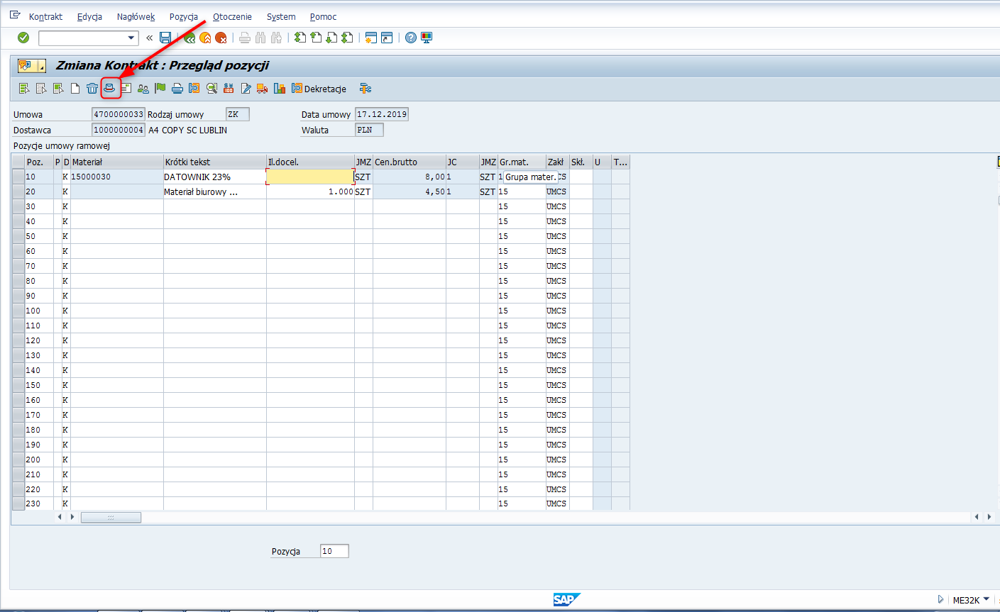 Kontrakt Edycja Nagłówek Pozycja Otoczenie System Pomoc
Zmiana Kontrakt : Przegląd pozycji
Dekretacje
Umowa 4700000033 Rodzaj umowy ZK Data umowy 17.12.2019
Dostawca 1000000004 A4 COPY SC LUBLIN Waluta PLN
Pozycje umowy ramowej
Poz. P D Materiał Krótki tekst Il.docel. JMZ Cen.brutto JC JMZ Gr.mat. Zakł Skł. U T...
10 K 15000030 DATOWNIK 23% SZT 8,00 1 SZT 1 Grupa mater. CS
20 K Materiał biurowy ... 1.000 SZT 4,50 1 SZT 15 UMCS
30 K 15 UMCS
40 K 15 UMCS
50 K 15 UMCS
60 K 15 UMCS
70 K 15 UMCS
80 K 15 UMCS
90 K 15 UMCS
100 K 15 UMCS
110 K 15 UMCS
120 K 15 UMCS
130 K 15 UMCS
140 K 15 UMCS
150 K 15 UMCS
160 K 15 UMCS
170 K 15 UMCS
180 K 15 UMCS
190 K 15 UMCS
200 K 15 UMCS
210 K 15 UMCS
220 K 15 UMCS
230 K 15 UMCS
Pozycja 10
SAP ME32K